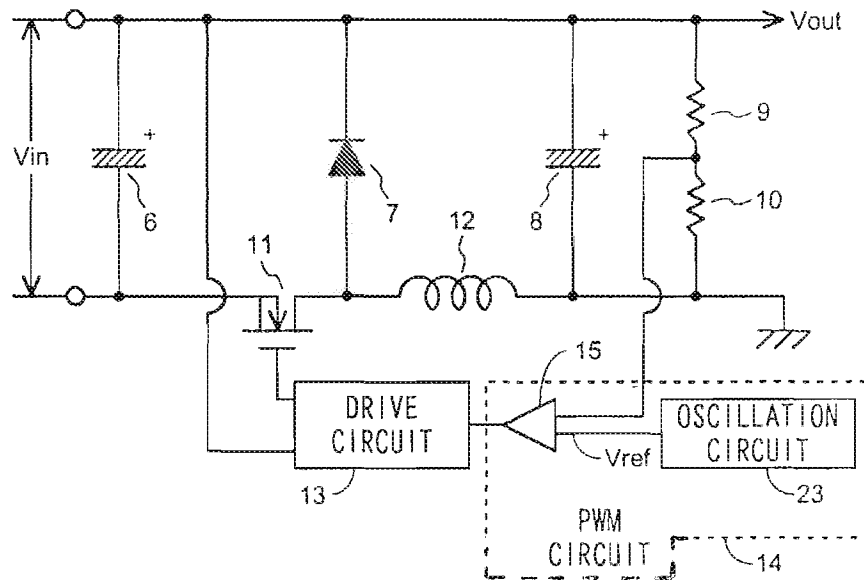 Vout
9
+
+
Vin
6
7
8
10
11
12
15
DRIVE
CIRCUIT
OSCILLATION
CIRCUIT
Vref
13
23
PWM
CIRCUIT
14